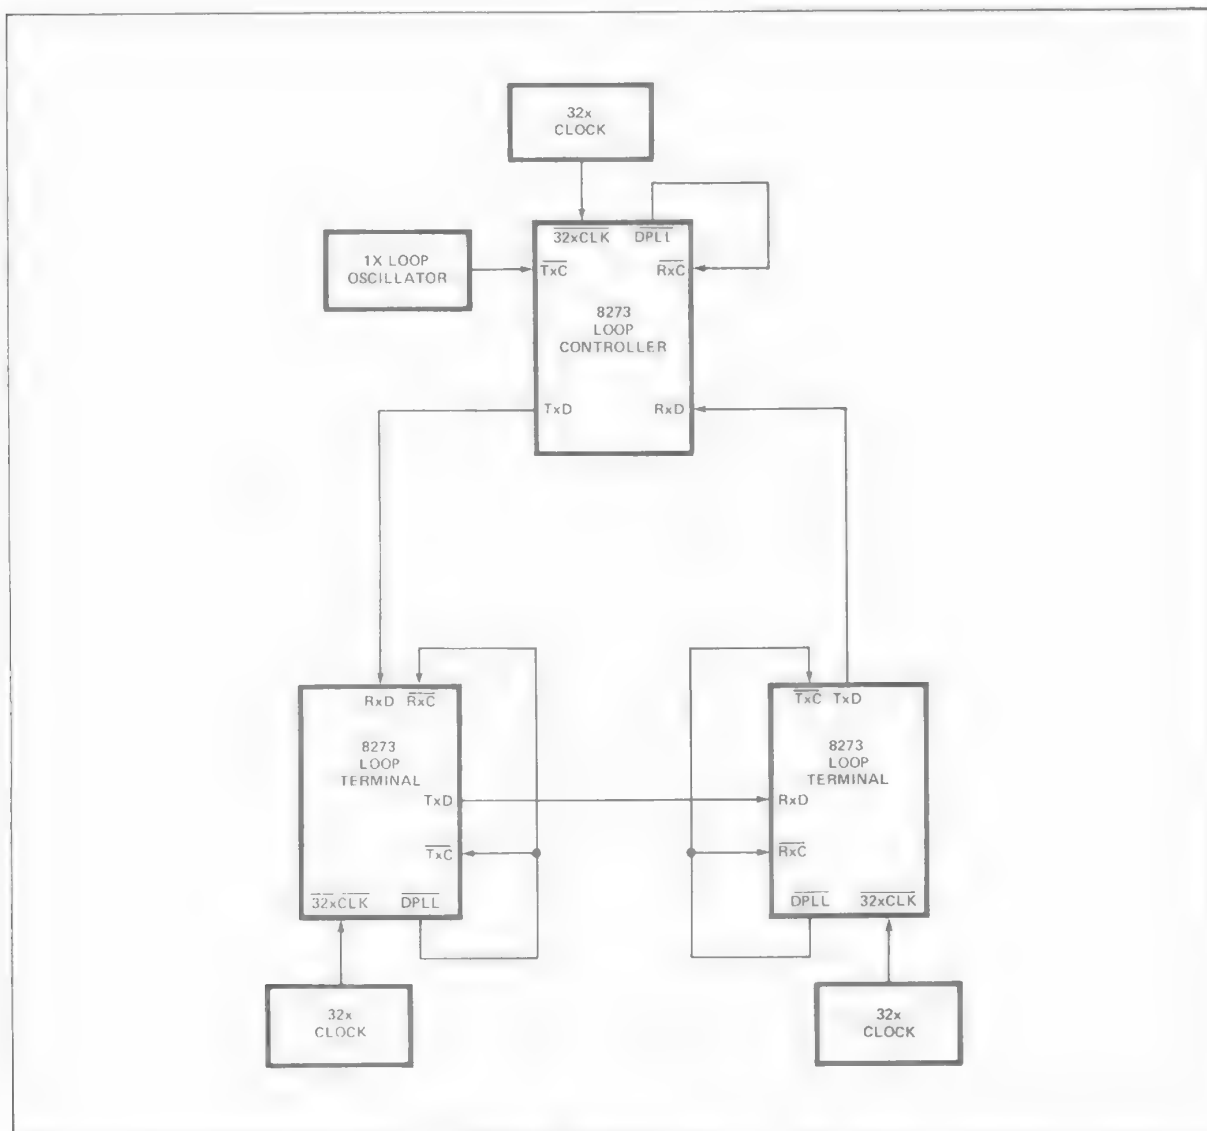 32x
CLOCK
32xCLK DPLL
1X LOOP
OSCILLATOR
TxC RxC
8273
LOOP
CONTROLLER
TxD RxD
RxD RxC
8273
LOOP
TERMINAL
TxD
TxC
32xCLK DPLL
32x
CLOCK
TxC TxD
8273
LOOP
TERMINAL
RxD
RxC
DPLL 32xCLK
32x
CLOCK